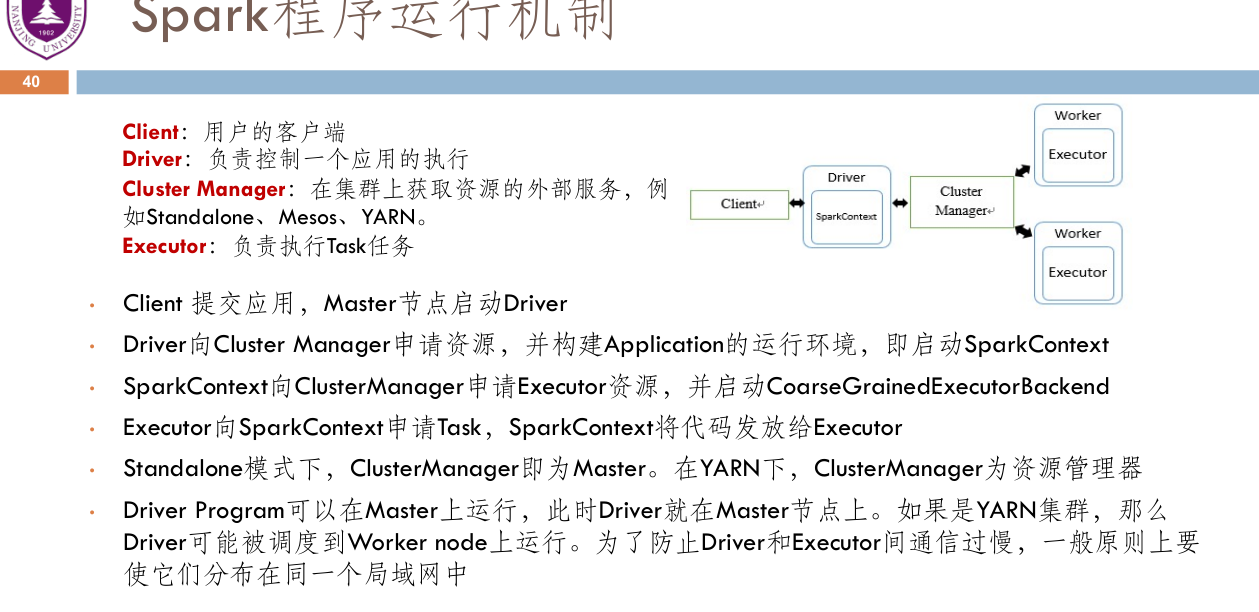 NANJING UNIVERSITY
1902
Spark程序运行机制
40
Client：用户的客户端
Driver：负责控制一个应用的执行
Cluster Manager：在集群上获取资源的外部服务，例
如Standalone、Mesos、YARN。
Executor：负责执行Task任务
Client
Driver
SparkContext
Cluster
Manager
Worker
Executor
Worker
Executor
• Client 提交应用，Master节点启动Driver
• Driver向Cluster Manager申请资源，并构建Application的运行环境，即启动SparkContext
• SparkContext向ClusterManager申请Executor资源，并启动CoarseGrainedExecutorBackend
• Executor向SparkContext申请Task，SparkContext将代码发放给Executor
• Standalone模式下，ClusterManager即为Master。在YARN下，ClusterManager为资源管理器
• Driver Program可以在Master上运行，此时Driver就在Master节点上。如果是YARN集群，那么
Driver可能被调度到Worker node上运行。为了防止Driver和Executor间通信过慢，一般原则上要
使它们分布在同一个局域网中